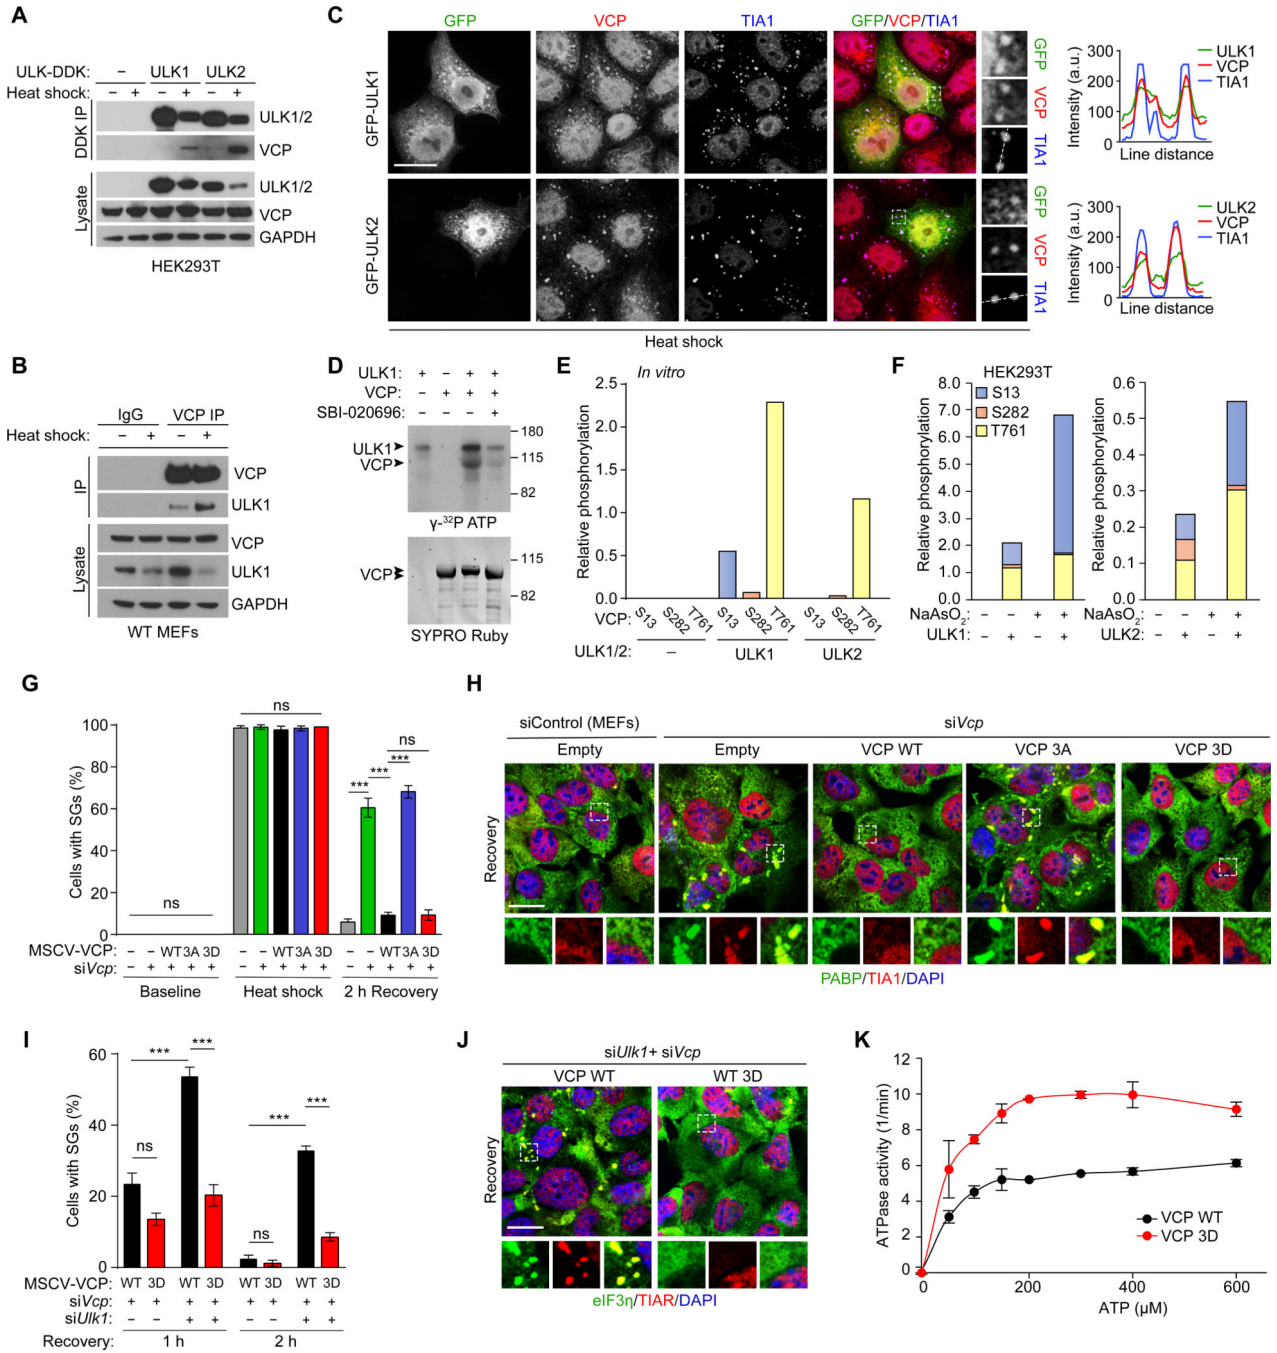 A
ULK-DDK: – ULK1 ULK2
Heat shock: – + – + – +
DDK IP
ULK1/2
VCP
Lysate
ULK1/2
VCP
GAPDH
HEK293T
B
IgG VCP IP
Heat shock: – + – +
IP
VCP
ULK1
Lysate
VCP
ULK1
GAPDH
WT MEFs
C
GFP VCP TIA1 GFP/VCP/TIA1
GFP-ULK1
GFP VCP TIA1
GFP-ULK2
GFP VCP TIA1
Heat shock
Intensity (a.u.)
300
200
100
0
ULK1
VCP
TIA1
Line distance
Intensity (a.u.)
300
200
100
0
ULK2
VCP
TIA1
Line distance
D
ULK1: + – + +
VCP: – + + +
SBI-020696: – – – +
180
ULK1
115
VCP
82
γ-³²P ATP
115
VCP
82
SYPRO Ruby
E
In vitro
Relative phosphorylation
2.5
2.0
1.5
1.0
0.5
0.0
VCP: S13 S282 T761 S13 S282 T761 S13 S282 T761
ULK1/2: – ULK1 ULK2
F
HEK293T
S13
S282
T761
Relative phosphorylation
8.0
7.0
6.0
5.0
4.0
3.0
2.0
1.0
0.0
NaAsO₂: – – + +
ULK1: – + – +
Relative phosphorylation
0.6
0.5
0.4
0.3
0.2
0.1
0.0
NaAsO₂: – – + +
ULK2: – + – +
G
Cells with SGs (%)
100
80
60
40
20
0
ns
ns
*** *** *** ns
MSCV-VCP: – – WT 3A 3D – – WT 3A 3D – – WT 3A 3D
siVcp: – + + + + – + + + + – + + + +
Baseline Heat shock 2 h Recovery
H
siControl (MEFs) siVcp
Empty Empty VCP WT VCP 3A VCP 3D
Recovery
PABP/TIA1/DAPI
I
Cells with SGs (%)
60
40
20
0
*** ***
ns
*** ***
ns
MSCV-VCP: WT 3D WT 3D WT 3D WT 3D
siVcp: + + + + + + + +
siUlk1: – – + + – – + +
Recovery: 1 h 2 h
J
siUlk1+ siVcp
VCP WT WT 3D
Recovery
eIF3η/TIAR/DAPI
K
ATPase activity (1/min)
12
10
8
6
4
2
0
VCP WT
VCP 3D
0 200 400 600
ATP (µM)